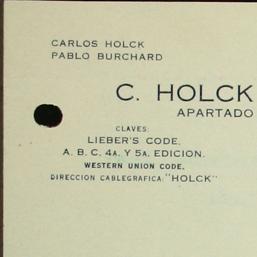 CARLOS HOLCK
PABLO BURCHARD
C. HOLCK
APARTADO
CLAVES:
LIEBER'S CODE.
A. B. C. 4A. Y 5A. EDICION.
WESTERN UNION CODE.
DIRECCION CABLEGRAFICA: "HOLCK"